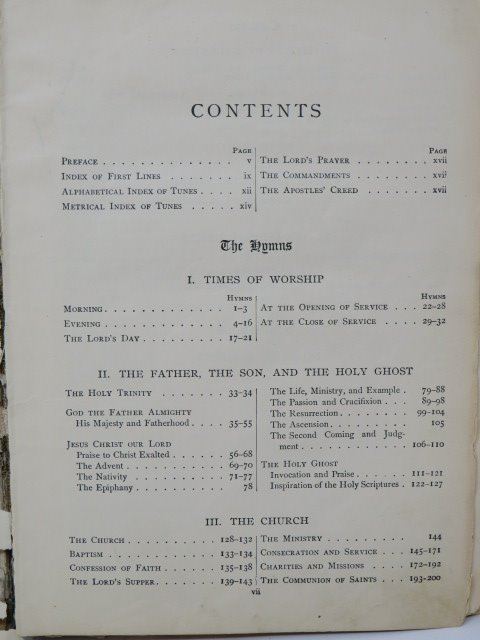 CONTENTS
PAGE
PREFACE . . . . . . . . . . . . . . v
INDEX OF FIRST LINES . . . . . . . ix
ALPHABETICAL INDEX OF TUNES . . . . xii
METRICAL INDEX OF TUNES . . . . . xiv
PAGE
THE LORD'S PRAYER . . . . . . . . xvii
THE COMMANDMENTS . . . . . . . xvii
THE APOSTLES' CREED . . . . . . . xvii
The Hymns
I. TIMES OF WORSHIP
HYMNS
MORNING . . . . . . . . . . . . . 1–3
EVENING . . . . . . . . . . . . . 4–16
THE LORD'S DAY . . . . . . . . . 17–21
HYMNS
AT THE OPENING OF SERVICE . . . 22–28
AT THE CLOSE OF SERVICE . . . . 29–32
II. THE FATHER, THE SON, AND THE HOLY GHOST
THE HOLY TRINITY . . . . . . . 33–34
GOD THE FATHER ALMIGHTY
His Majesty and Fatherhood . . . . 35–55
JESUS CHRIST OUR LORD
Praise to Christ Exalted . . . . . 56–68
The Advent . . . . . . . . . . . 69–70
The Nativity . . . . . . . . . . 71–77
The Epiphany . . . . . . . . . . 78
The Life, Ministry, and Example . 79–88
The Passion and Crucifixion . . . 89–98
The Resurrection . . . . . . . . 99–104
The Ascension . . . . . . . . . . 105
The Second Coming and Judg-
ment . . . . . . . . . . . . 106–110
THE HOLY GHOST
Invocation and Praise . . . . . . 111–121
Inspiration of the Holy Scriptures . 122–127
III. THE CHURCH
THE CHURCH . . . . . . . . . 128–132
BAPTISM . . . . . . . . . . . 133–134
CONFESSION OF FAITH . . . . . 135–138
THE LORD'S SUPPER . . . . . . . 139–143
THE MINISTRY . . . . . . . . . 144
CONSECRATION AND SERVICE . . 145–171
CHARITIES AND MISSIONS . . . . 172–192
THE COMMUNION OF SAINTS . . . 193-200
vii